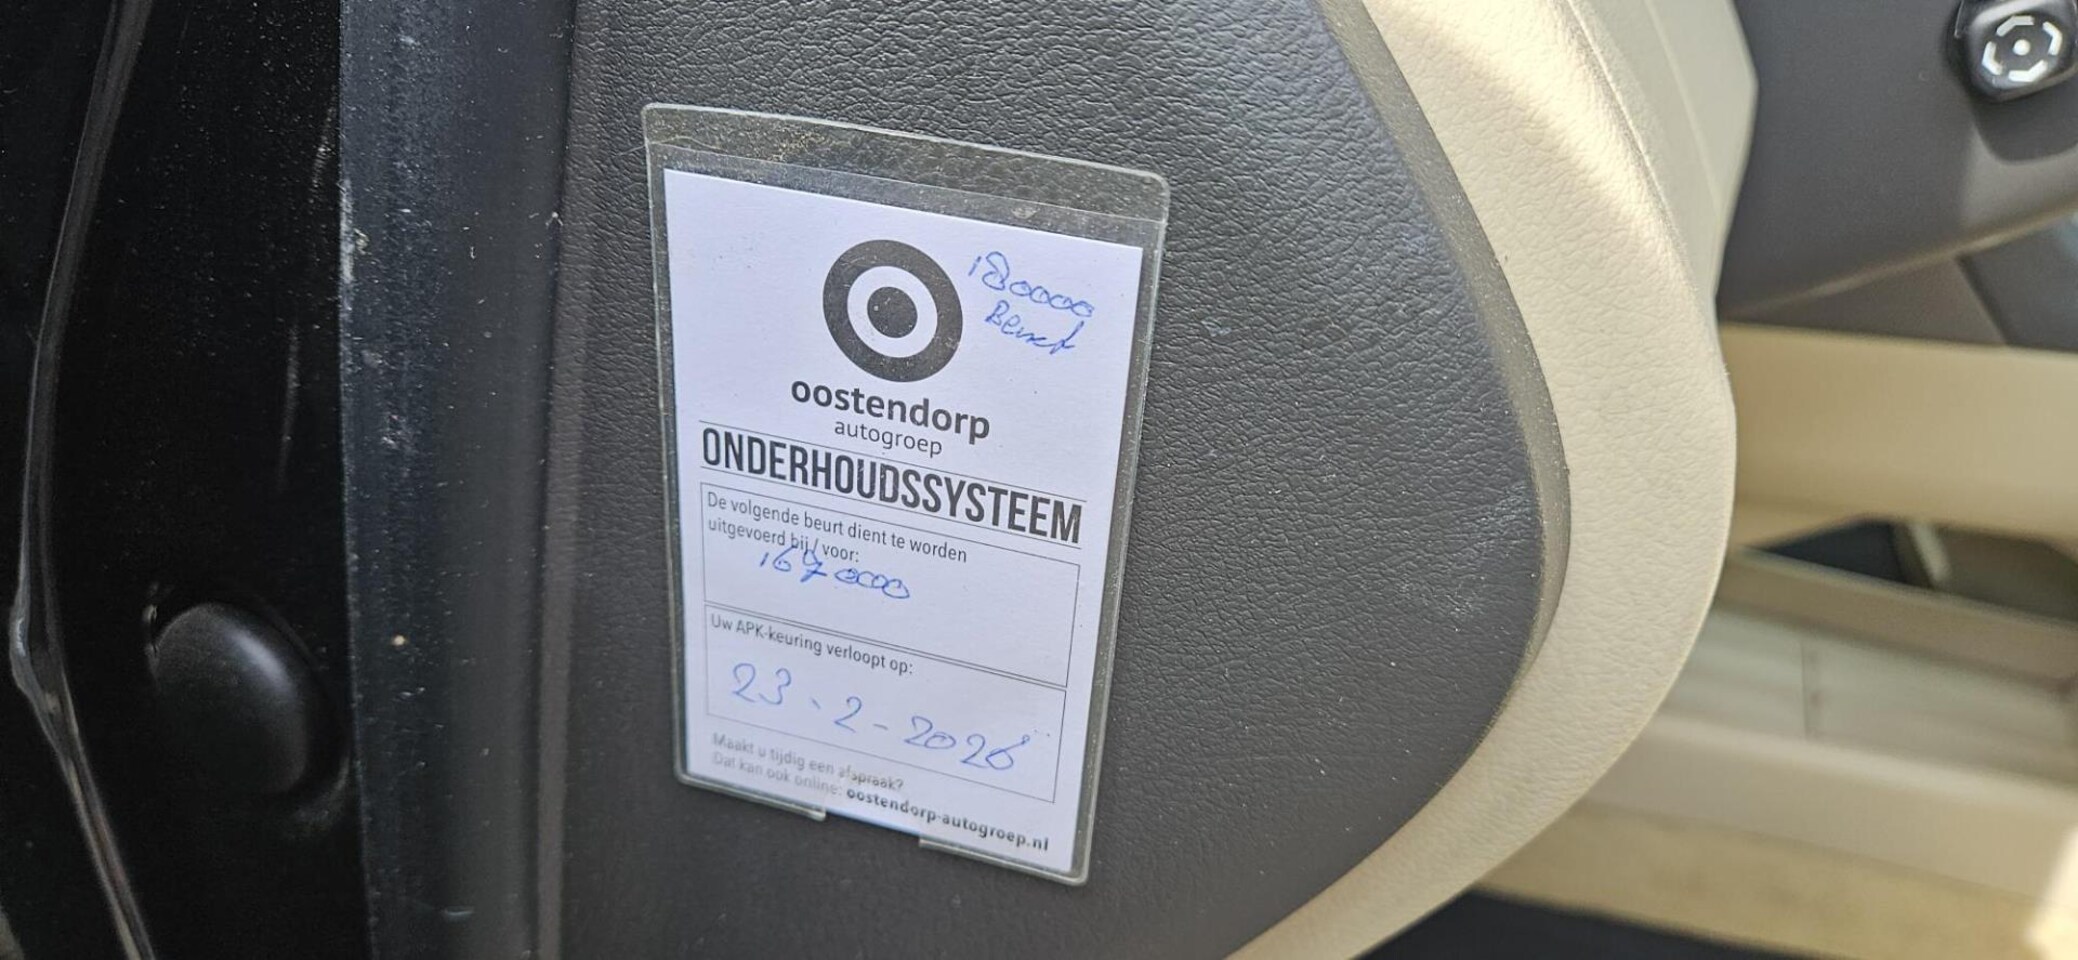 180000
Beurt
oostendorp
autogroep
ONDERHOUDSSYSTEEM
De volgende beurt dient te worden
uitgevoerd bij / voor:
167000
Uw APK-keuring verloopt op:
23-2-2026
Maakt u tijdig een afspraak?
Dat kan ook online: oostendorp-autogroep.nl